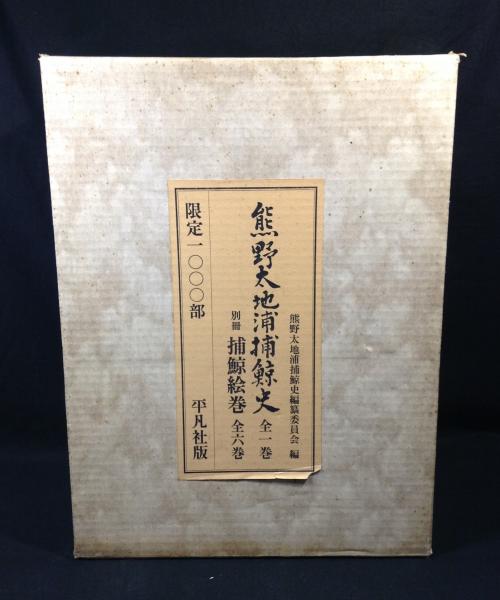 熊野太地浦捕鯨史編纂委員会 編
熊野太地浦捕鯨史 全一巻
別冊 捕鯨絵巻 全六巻
限定一〇〇〇部 平凡社版